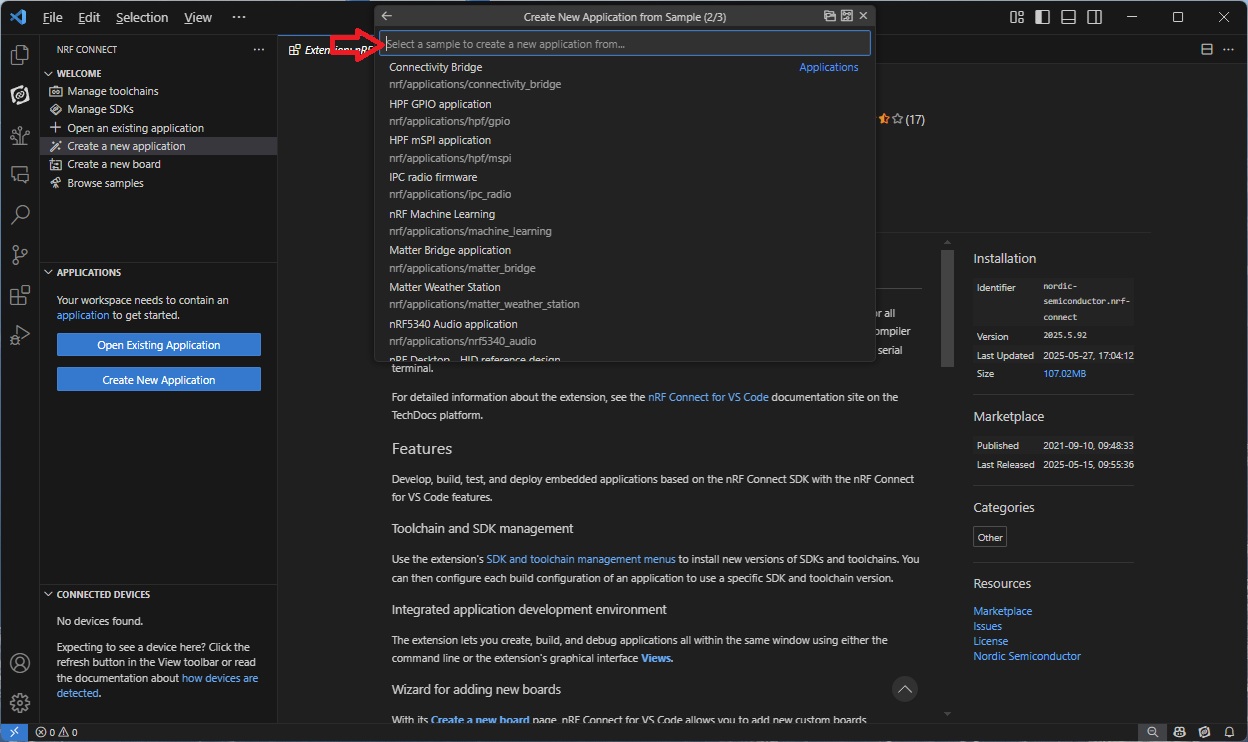 File Edit Selection View ···
Create New Application from Sample (2/3)
NRF CONNECT
WELCOME
Manage toolchains
Manage SDKs
Open an existing application
Create a new application
Create a new board
Browse samples
APPLICATIONS
Your workspace needs to contain an
application to get started.
Open Existing Application
Create New Application
CONNECTED DEVICES
No devices found.
Expecting to see a device here? Click the
refresh button in the View toolbar or read
the documentation about how devices are
detected.
Select a sample to create a new application from...
Connectivity Bridge Applications
nrf/applications/connectivity_bridge
HPF GPIO application
nrf/applications/hpf/gpio
HPF mSPI application
nrf/applications/hpf/mspi
IPC radio firmware
nrf/applications/ipc_radio
nRF Machine Learning
nrf/applications/machine_learning
Matter Bridge application
nrf/applications/matter_bridge
Matter Weather Station
nrf/applications/matter_weather_station
nRF5340 Audio application
nrf/applications/nrf5340_audio
nRF Desktop HID reference design
(17)
r all
ompiler
serial
terminal.
For detailed information about the extension, see the nRF Connect for VS Code documentation site on the
TechDocs platform.
Features
Develop, build, test, and deploy embedded applications based on the nRF Connect SDK with the nRF Connect
for VS Code features.
Toolchain and SDK management
Use the extension's SDK and toolchain management menus to install new versions of SDKs and toolchains. You
can then configure each build configuration of an application to use a specific SDK and toolchain version.
Integrated application development environment
The extension lets you create, build, and debug applications all within the same window using either the
command line or the extension's graphical interface Views.
Wizard for adding new boards
With its Create a new board page, nRF Connect for VS Code allows you to add new custom boards
Installation
Identifier nordic-
semiconductor.nrf-
connect
Version 2025.5.92
Last Updated 2025-05-27, 17:04:12
Size 107.02MB
Marketplace
Published 2021-09-10, 09:48:33
Last Released 2025-05-15, 09:55:36
Categories
Other
Resources
Marketplace
Issues
License
Nordic Semiconductor
0 0